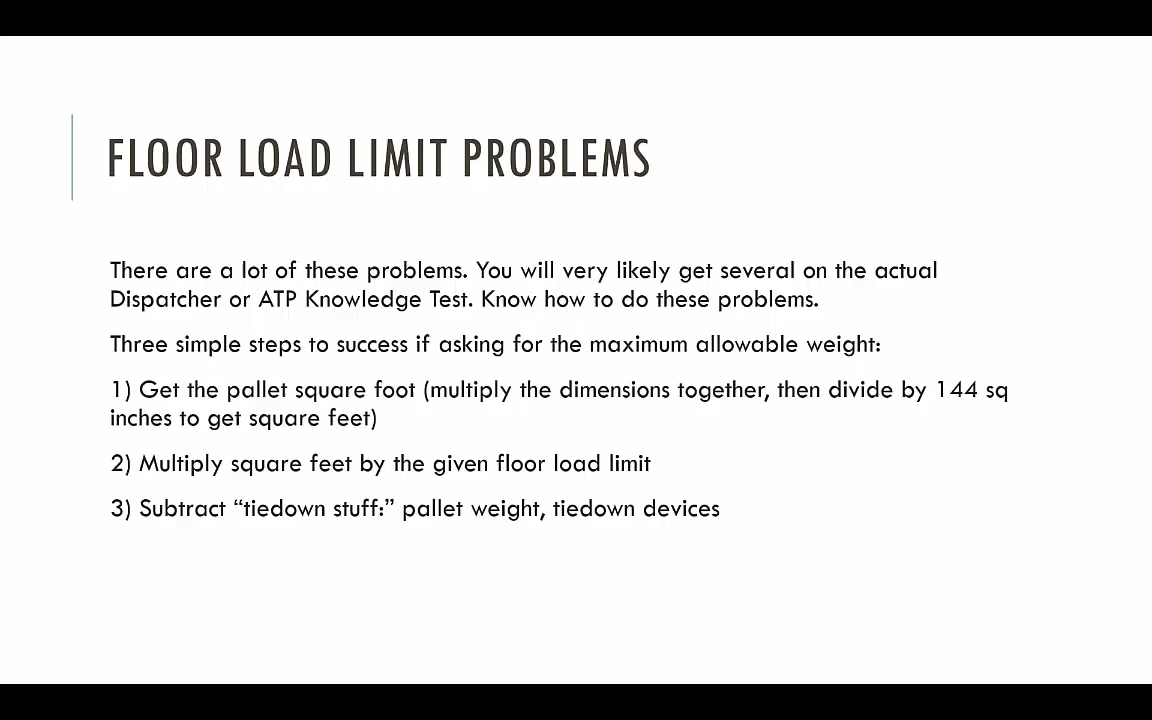 FLOOR LOAD LIMIT PROBLEMS
There are a lot of these problems. You will very likely get several on the actual
Dispatcher or ATP Knowledge Test. Know how to do these problems.
Three simple steps to success if asking for the maximum allowable weight:
1) Get the pallet square foot (multiply the dimensions together, then divide by 144 sq
inches to get square feet)
2) Multiply square feet by the given floor load limit
3) Subtract “tiedown stuff:” pallet weight, tiedown devices